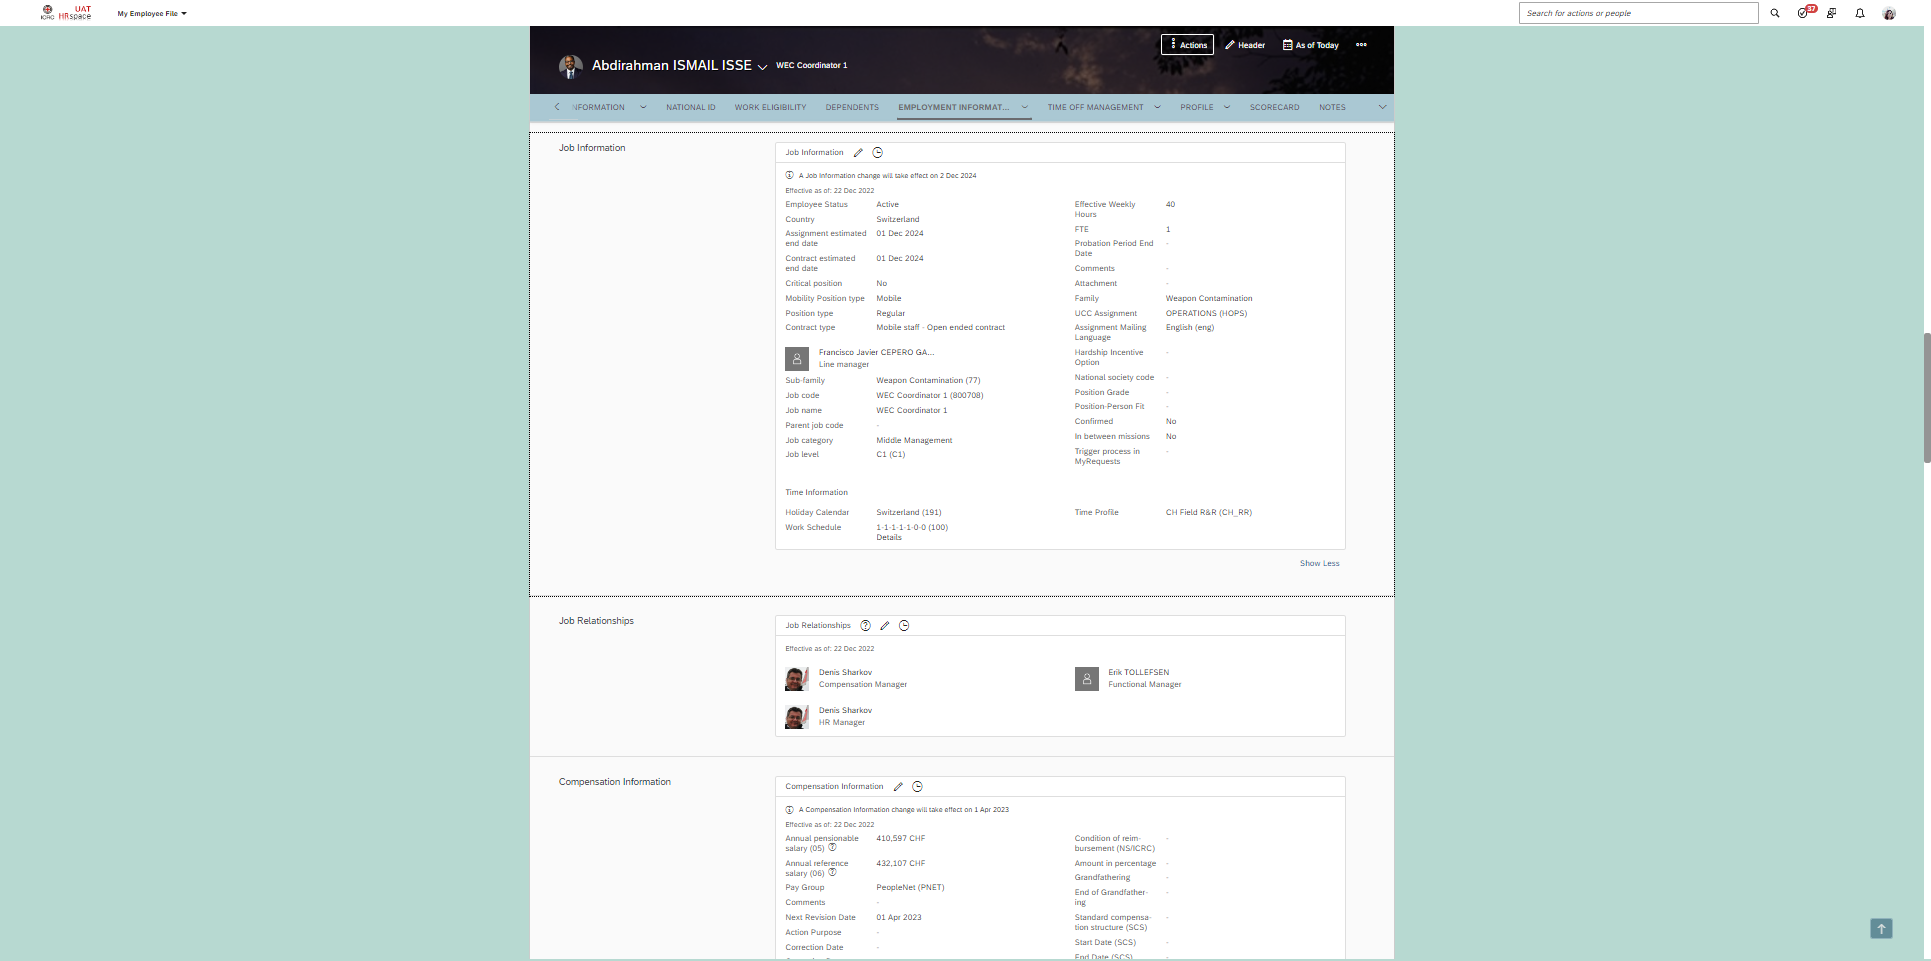 ICRC
UAT
HRspace
My Employee File
Search for actions or people
37
Abdirahman ISMAIL ISSE
WEC Coordinator 1
Actions
Header
As of Today
NFORMATION
NATIONAL ID
WORK ELIGIBILITY
DEPENDENTS
EMPLOYMENT INFORMAT...
TIME OFF MANAGEMENT
PROFILE
SCORECARD
NOTES
Job Information
Job Information
A Job Information change will take effect on 2 Dec 2024
Effective as of: 22 Dec 2022
Employee Status Active
Country Switzerland
Assignment estimated 01 Dec 2024
end date
Contract estimated 01 Dec 2024
end date
Critical position No
Mobility Position type Mobile
Position type Regular
Contract type Mobile staff - Open ended contract
Francisco Javier CEPERO GA...
Line manager
Sub-family Weapon Contamination (77)
Job code WEC Coordinator 1 (800708)
Job name WEC Coordinator 1
Parent job code -
Job category Middle Management
Job level C1 (C1)
Effective Weekly 40
Hours
FTE 1
Probation Period End -
Date
Comments -
Attachment -
Family Weapon Contamination
UCC Assignment OPERATIONS (HOPS)
Assignment Mailing English (eng)
Language
Hardship Incentive -
Option
National society code -
Position Grade -
Position-Person Fit -
Confirmed No
In between missions No
Trigger process in -
MyRequests
Time Information
Holiday Calendar Switzerland (191)
Work Schedule 1-1-1-1-1-0-0 (100)
Details
Time Profile CH Field R&R (CH_RR)
Show Less
Job Relationships
Job Relationships
Effective as of: 22 Dec 2022
Denis Sharkov
Compensation Manager
Erik TOLLEFSEN
Functional Manager
Denis Sharkov
HR Manager
Compensation Information
Compensation Information
A Compensation Information change will take effect on 1 Apr 2023
Effective as of: 22 Dec 2022
Annual pensionable 410,597 CHF
salary (05)
Annual reference 432,107 CHF
salary (06)
Pay Group PeopleNet (PNET)
Comments -
Next Revision Date 01 Apr 2023
Action Purpose -
Correction Date -
Condition of reim- -
bursement (NS/ICRC)
Amount in percentage -
Grandfathering -
End of Grandfather- -
ing
Standard compensa- -
tion structure (SCS)
Start Date (SCS) -
End Date (SCS) -